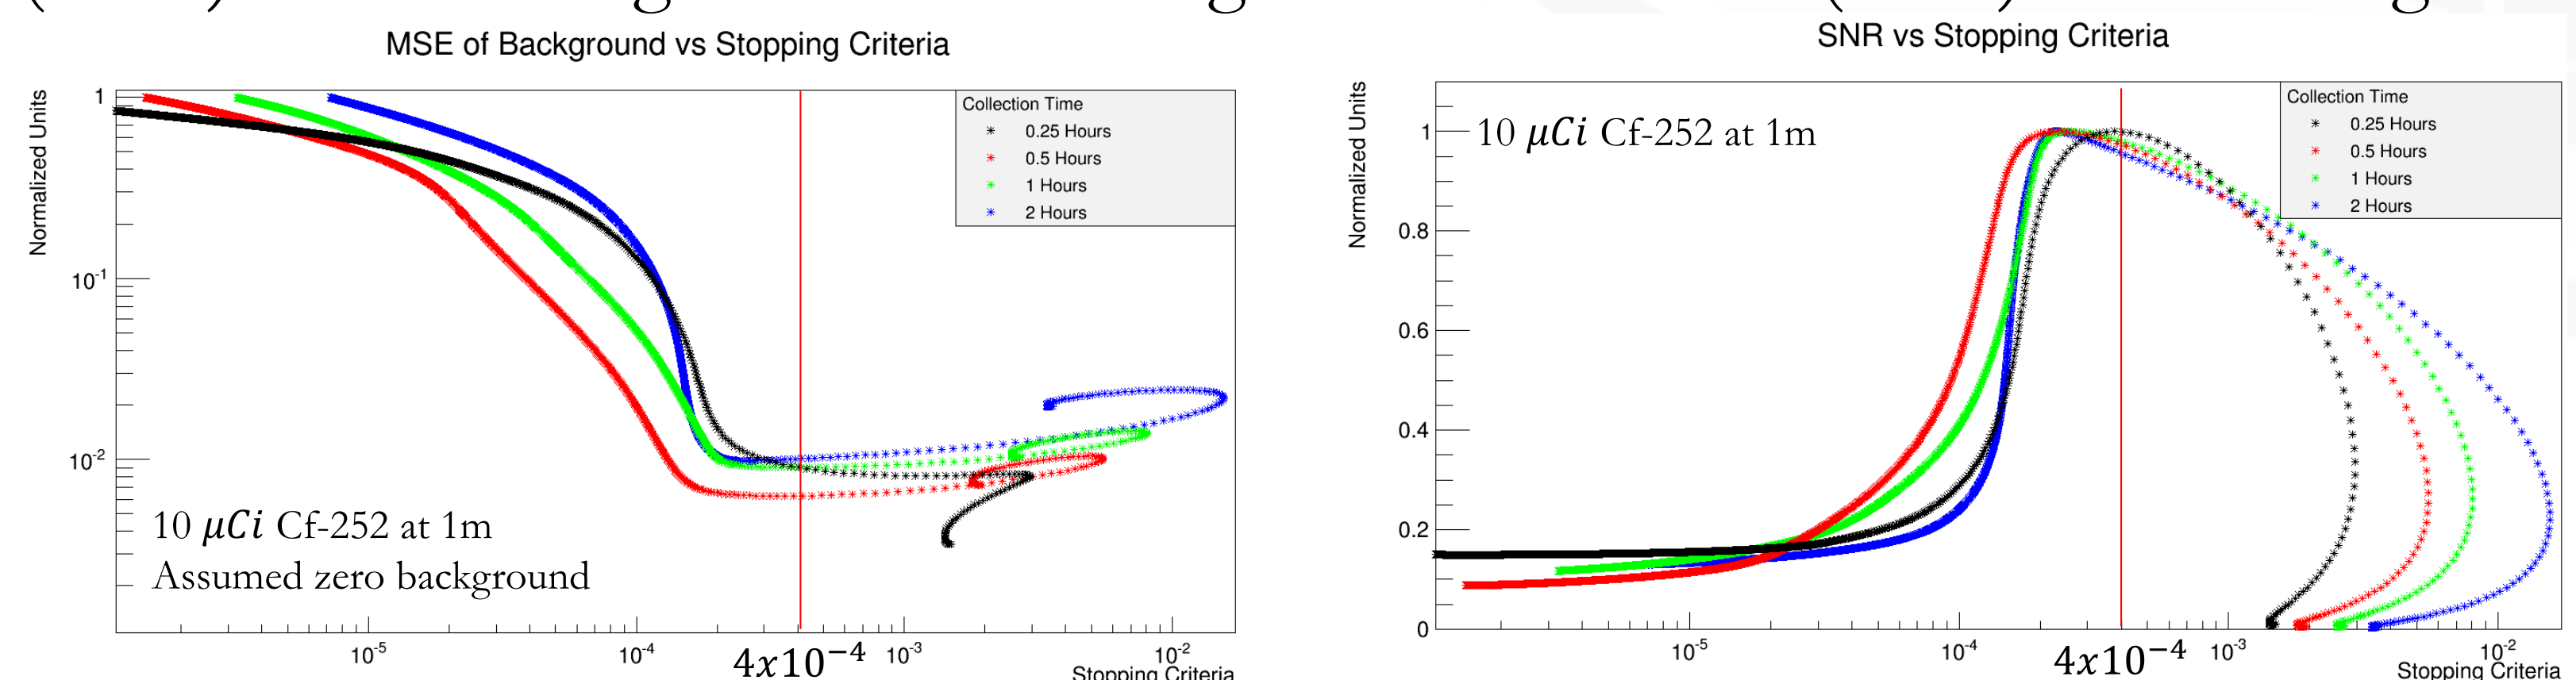 MSE of Background vs Stopping Criteria
Normalized Units
1
10⁻¹
10⁻²
Collection Time
0.25 Hours
0.5 Hours
1 Hours
2 Hours
10 μCi Cf-252 at 1m
Assumed zero background
10⁻⁵
10⁻⁴
4x10⁻⁴
10⁻³
10⁻²
Stopping Criteria
SNR vs Stopping Criteria
Normalized Units
1
0.8
0.6
0.4
0.2
0
10 μCi Cf-252 at 1m
Collection Time
0.25 Hours
0.5 Hours
1 Hours
2 Hours
10⁻⁵
10⁻⁴
4x10⁻⁴
10⁻³
10⁻²
Stopping Criteria